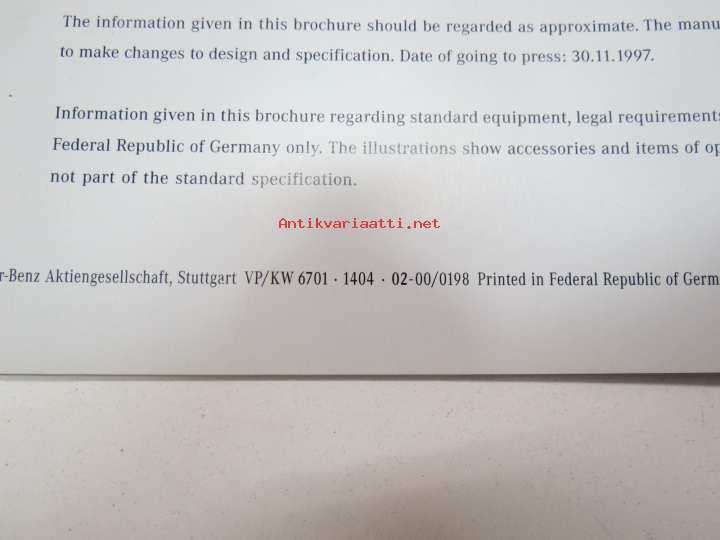 The information given in this brochure should be regarded as approximate. The manu
to make changes to design and specification. Date of going to press: 30.11.1997.
Information given in this brochure regarding standard equipment, legal requirements
Federal Republic of Germany only. The illustrations show accessories and items of op
not part of the standard specification.
Antikvariaatti.net
r-Benz Aktiengesellschaft, Stuttgart VP/KW 6701 · 1404 · 02-00/0198 Printed in Federal Republic of Germ